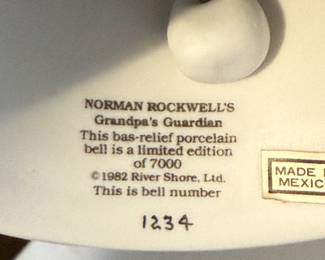 NORMAN ROCKWELL'S
Grandpa's Guardian
This bas-relief porcelain
bell is a limited edition
of 7000
©1982 River Shore, Ltd.
This is bell number
1234
MADE I
MEXIC